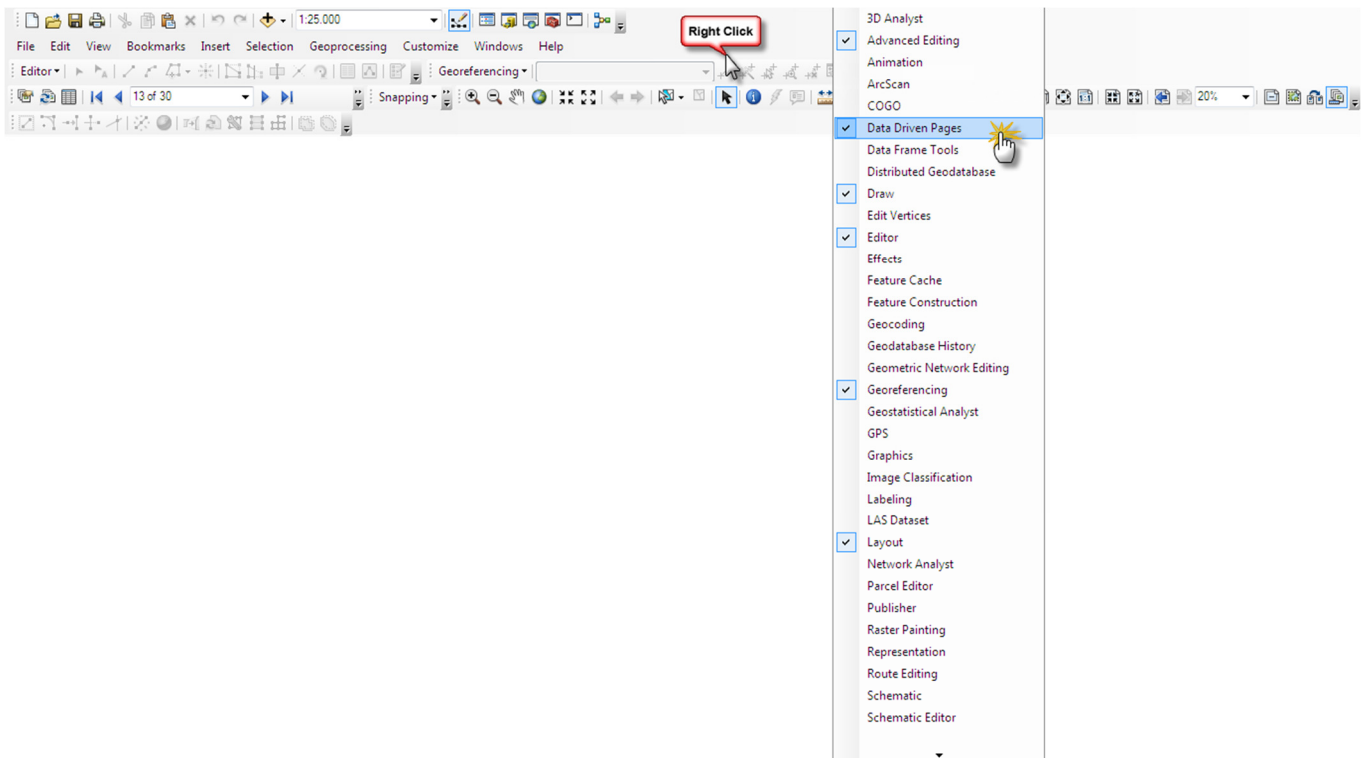 1:25.000
Right Click
File Edit View Bookmarks Insert Selection Geoprocessing Customize Windows Help
Editor Georeferencing
13 of 30 Snapping 20%
3D Analyst
Advanced Editing
Animation
ArcScan
COGO
Data Driven Pages
Data Frame Tools
Distributed Geodatabase
Draw
Edit Vertices
Editor
Effects
Feature Cache
Feature Construction
Geocoding
Geodatabase History
Geometric Network Editing
Georeferencing
Geostatistical Analyst
GPS
Graphics
Image Classification
Labeling
LAS Dataset
Layout
Network Analyst
Parcel Editor
Publisher
Raster Painting
Representation
Route Editing
Schematic
Schematic Editor